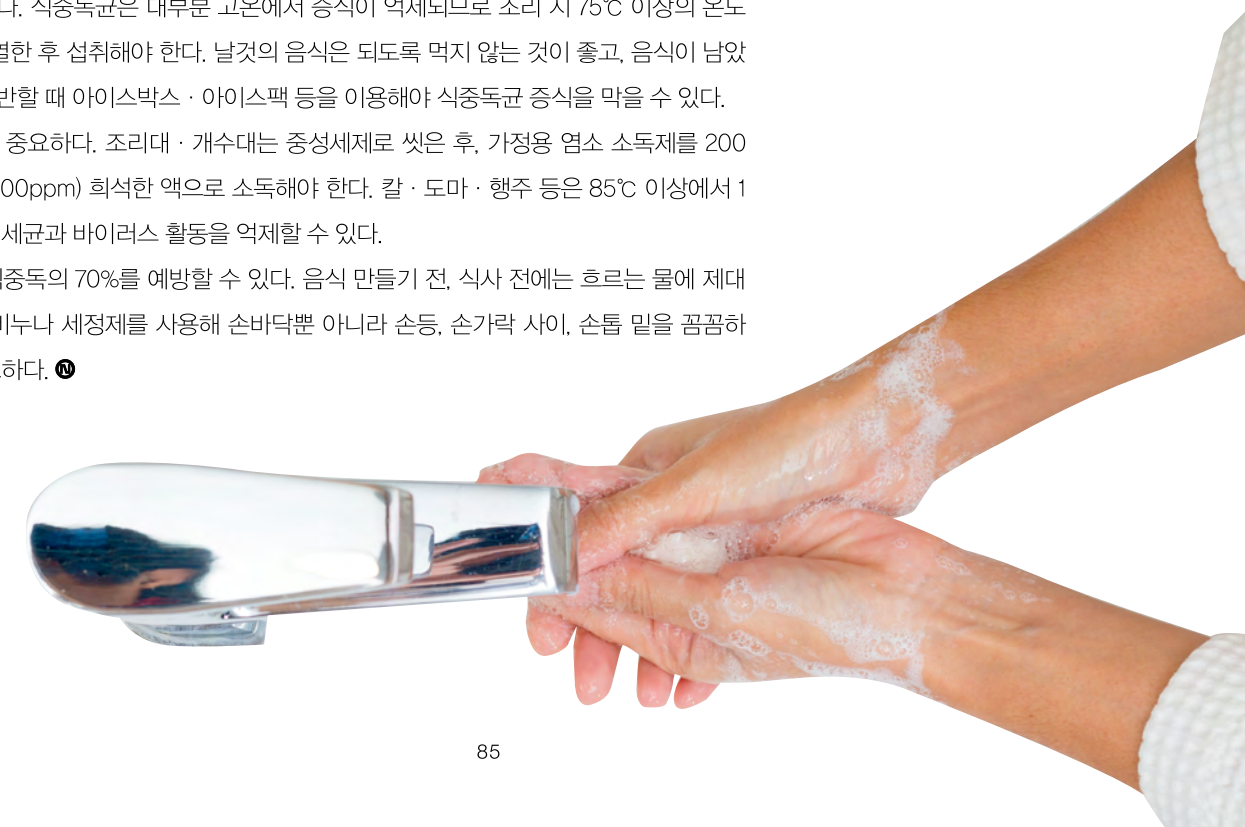 다. 식중독균은 대부분 고온에서 증식이 억제되므로 조리 시 75℃ 이상의 온도
한 후 섭취해야 한다. 날것의 음식은 되도록 먹지 않는 것이 좋고, 음식이 남았
반할 때 아이스박스 · 아이스팩 등을 이용해야 식중독균 증식을 막을 수 있다.
중요하다. 조리대 · 개수대는 중성세제로 씻은 후, 가정용 염소 소독제를 200
00ppm) 희석한 액으로 소독해야 한다. 칼 · 도마 · 행주 등은 85℃ 이상에서 1
세균과 바이러스 활동을 억제할 수 있다.
중독의 70%를 예방할 수 있다. 음식 만들기 전, 식사 전에는 흐르는 물에 제대
비누나 세정제를 사용해 손바닥뿐 아니라 손등, 손가락 사이, 손톱 밑을 꼼꼼하
하다.
85